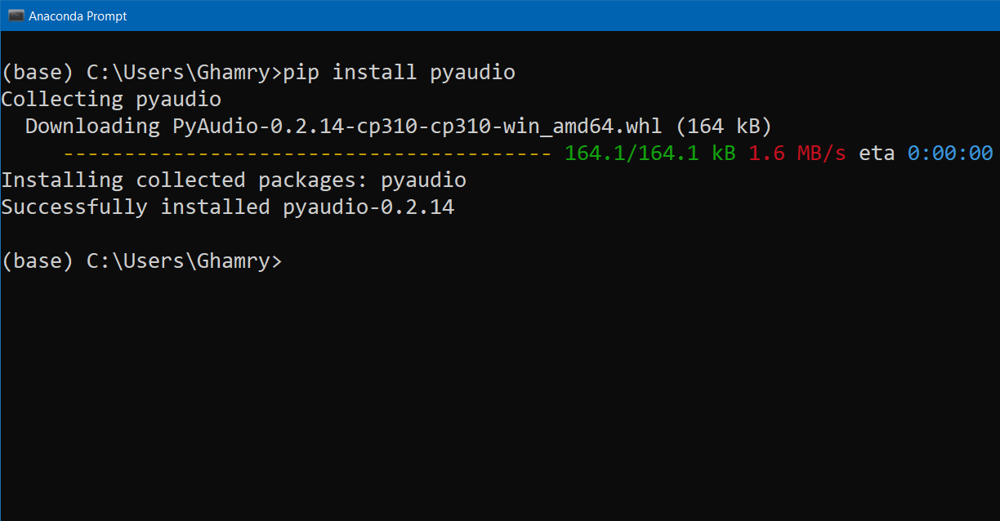 Anaconda Prompt
(base) C:\Users\Ghamry>pip install pyaudio
Collecting pyaudio
  Downloading PyAudio-0.2.14-cp310-cp310-win_amd64.whl (164 kB)
     ---------------------------------------- 164.1/164.1 kB 1.6 MB/s eta 0:00:00
Installing collected packages: pyaudio
Successfully installed pyaudio-0.2.14
(base) C:\Users\Ghamry>